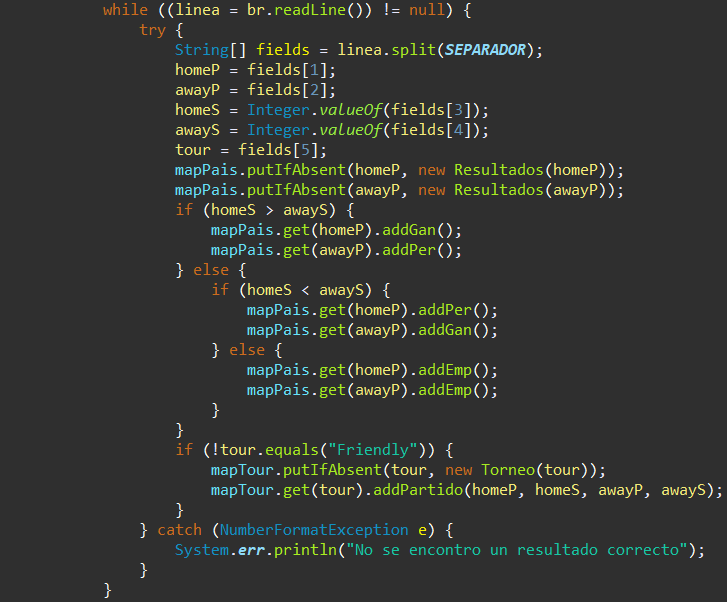 while ((linea = br.readLine()) != null) {
try {
String[] fields = linea.split(SEPARADOR);
homeP = fields[1];
awayP = fields[2];
homeS = Integer.valueOf(fields[3]);
awayS = Integer.valueOf(fields[4]);
tour = fields[5];
mapPais.putIfAbsent(homeP, new Resultados(homeP));
mapPais.putIfAbsent(awayP, new Resultados(awayP));
if (homeS > awayS) {
mapPais.get(homeP).addGan();
mapPais.get(awayP).addPer();
} else {
if (homeS < awayS) {
mapPais.get(homeP).addPer();
mapPais.get(awayP).addGan();
} else {
mapPais.get(homeP).addEmp();
mapPais.get(awayP).addEmp();
}
}
if (!tour.equals("Friendly")) {
mapTour.putIfAbsent(tour, new Torneo(tour));
mapTour.get(tour).addPartido(homeP, homeS, awayP, awayS);
}
} catch (NumberFormatException e) {
System.err.println("No se encontro un resultado correcto");
}
}